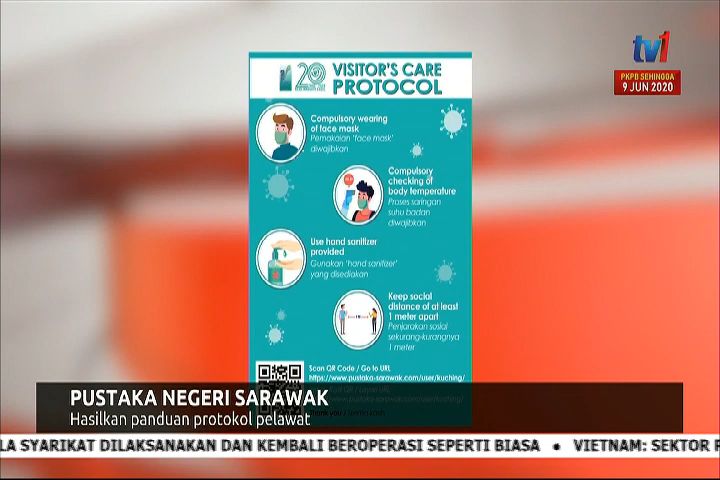 tv1
PKPB SEHINGGA
9 JUN 2020
20
VISITOR'S CARE
PROTOCOL
Compulsory wearing
of face mask
Pemakaian 'face mask'
diwajibkan
Compulsory
checking of
body temperature
Proses saringan
suhu badan
diwajibkan
Use hand sanitizer
provided
Gunakan 'hand sanitizer'
yang disediakan
Keep social
distance of at least
1 meter apart
Penjarakan sosial
sekurang-kurangnya
1 meter
Scan QR Code / Go to URL
https://www.pustaka-sarawak.com/user/kuching/
PUSTAKA NEGERI SARAWAK
Hasilkan panduan protokol pelawat
LA SYARIKAT DILAKSANAKAN DAN KEMBALI BEROPERASI SEPERTI BIASA • VIETNAM: SEKTOR P